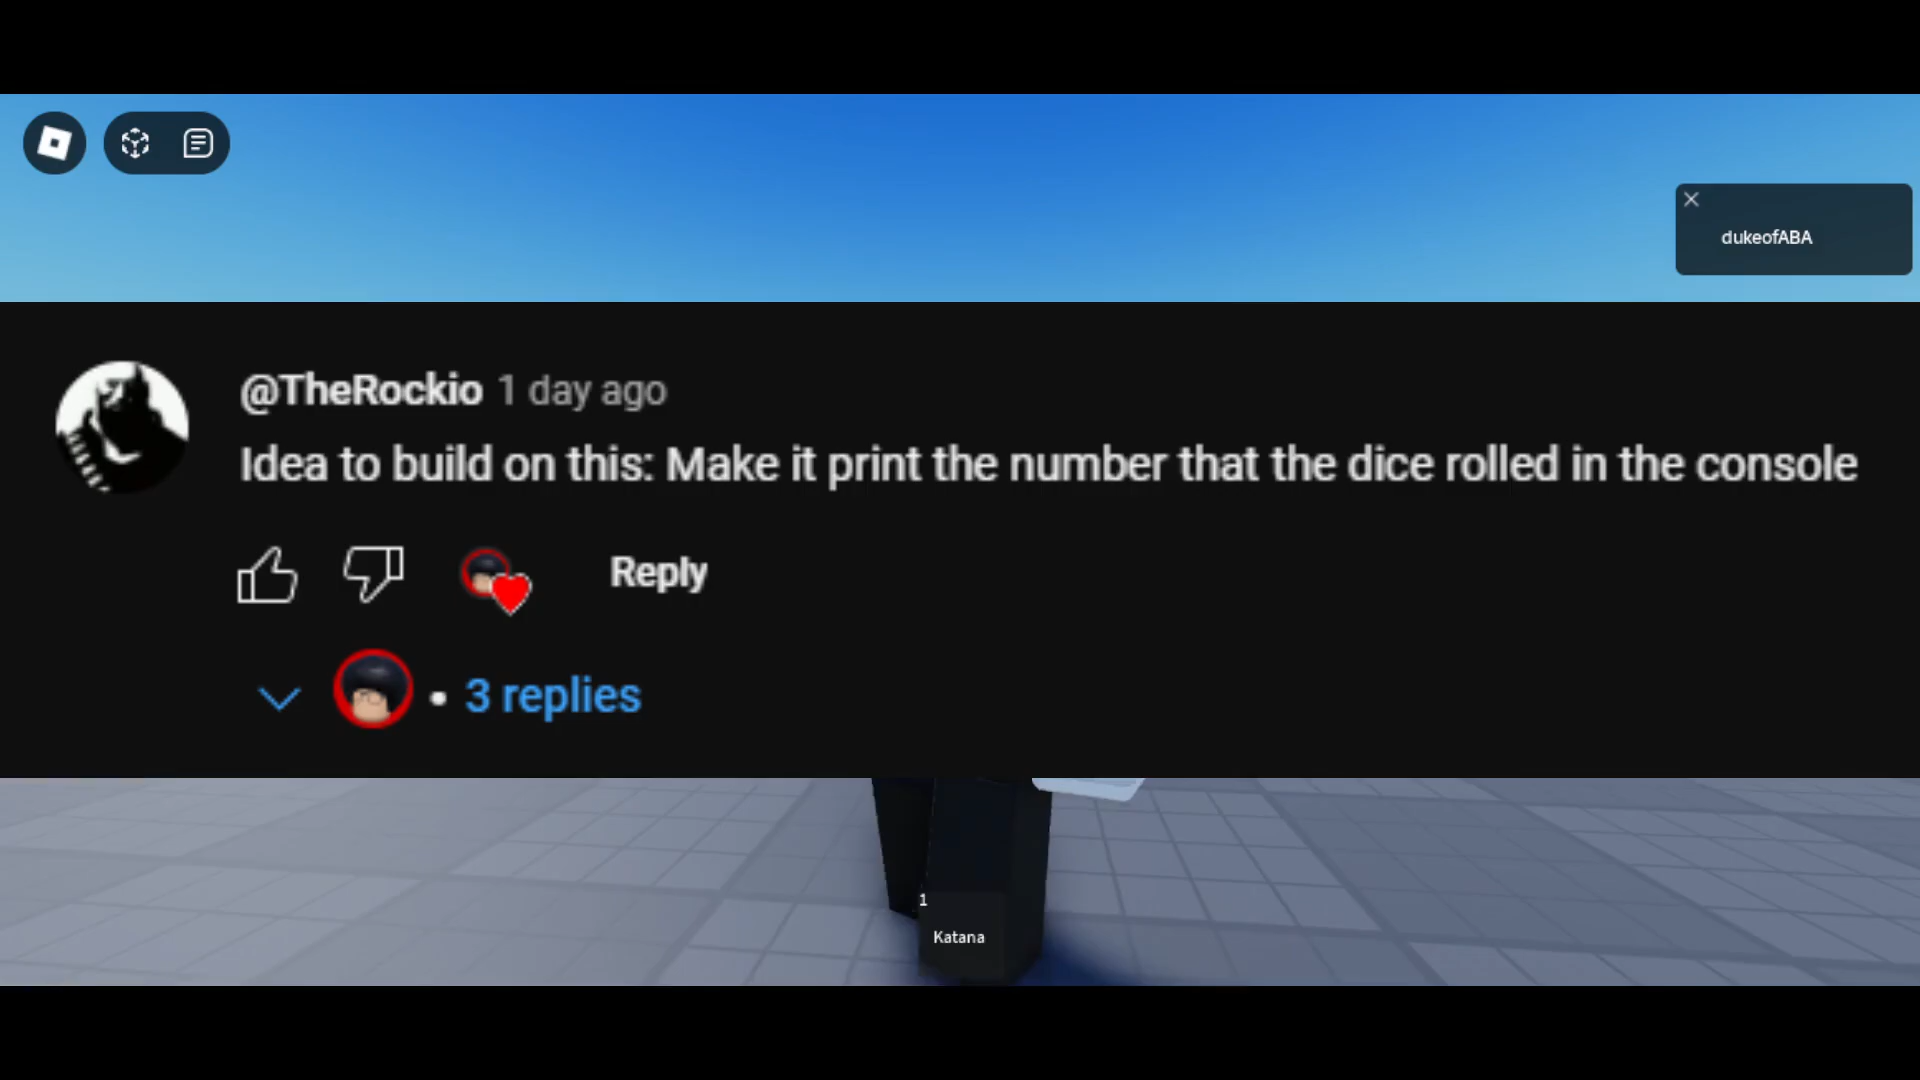 dukeofABA
@TheRockio 1 day ago
Idea to build on this: Make it print the number that the dice rolled in the console
Reply
3 replies
1
Katana